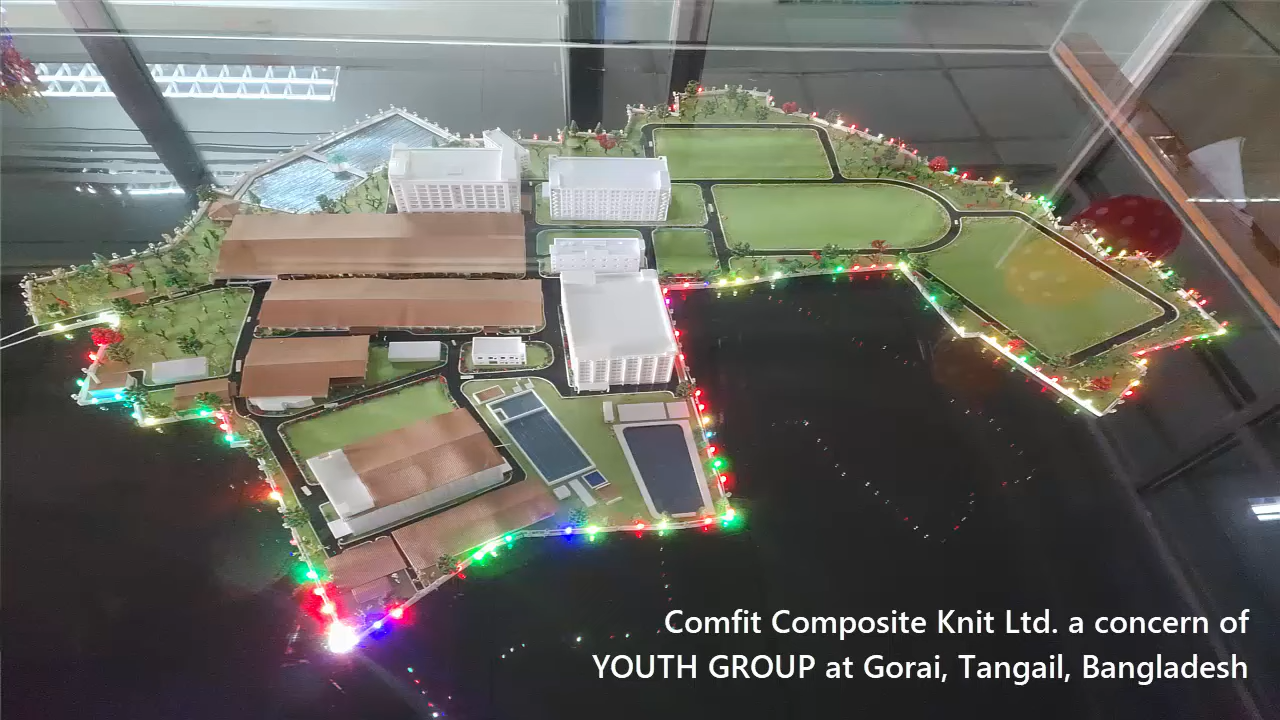 Comfit Composite Knit Ltd. a concern of
YOUTH GROUP at Gorai, Tangail, Bangladesh